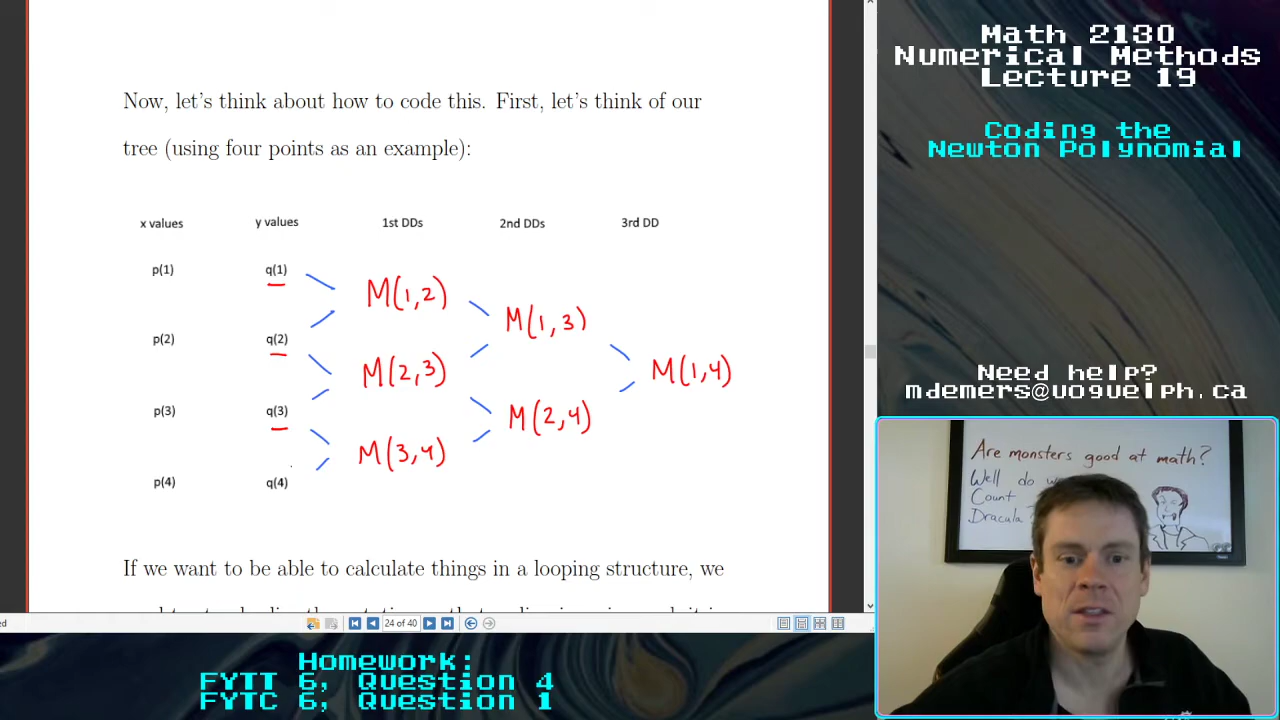 Now, let's think about how to code this. First, let's think of our
tree (using four points as an example):
x values y values 1st DDs 2nd DDs 3rd DD
p(1) q(1)
M(1,2)
M(1,3)
p(2) q(2)
M(2,3) M(1,4)
p(3) q(3)
M(2,4)
M(3,4)
p(4) q(4)
If we want to be able to calculate things in a looping structure, we
24 of 40
Math 2130
Numerical Methods
Lecture 19
Coding the
Newton Polynomial
Need help?
mdemers@uoguelph.ca
Are monsters good at math?
Well do
Count
Dracula
Homework:
FYTT 6, Question 4
FYTC 6, Question 1